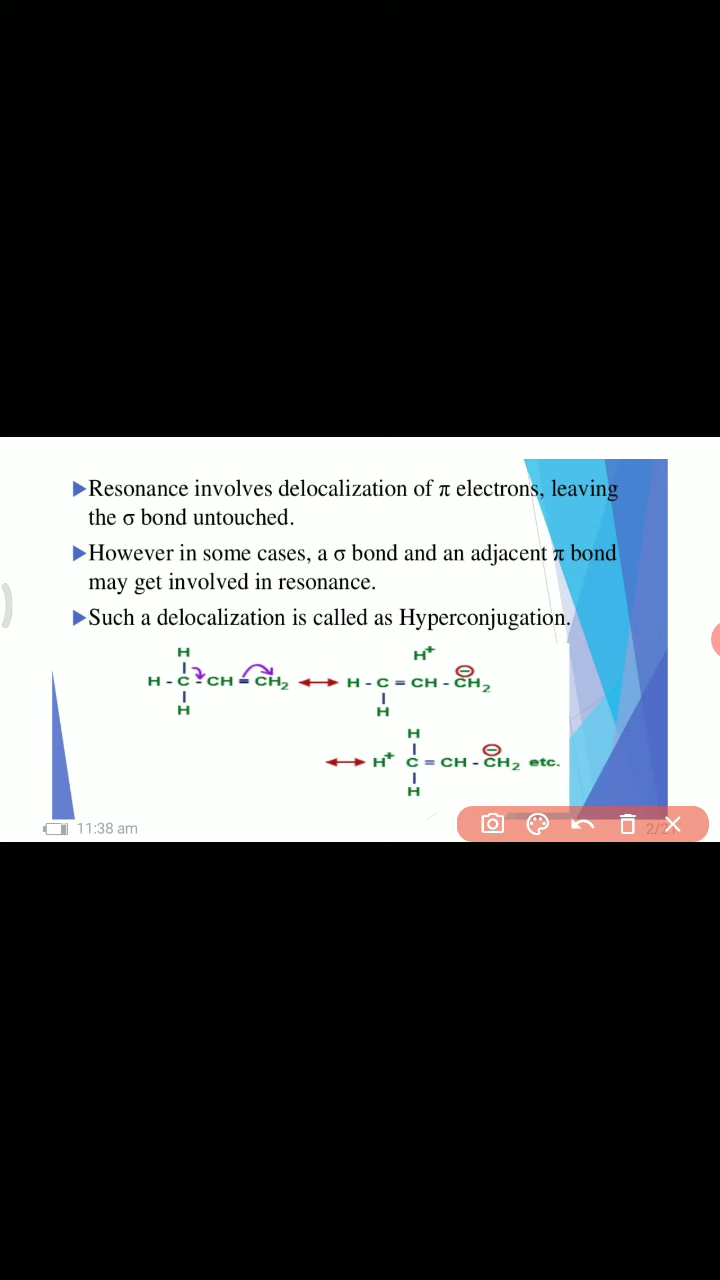 ▶Resonance involves delocalization of π electrons, leaving
the σ bond untouched.
▶However in some cases, a σ bond and an adjacent π bond
may get involved in resonance.
▶Such a delocalization is called as Hyperconjugation.
H H⁺
H - C - CH = CH₂ ⟷ H - C = CH - CH₂ ⊖
H H
H
⟷ H⁺ C = CH - CH₂ ⊖ etc.
H
11:38 am